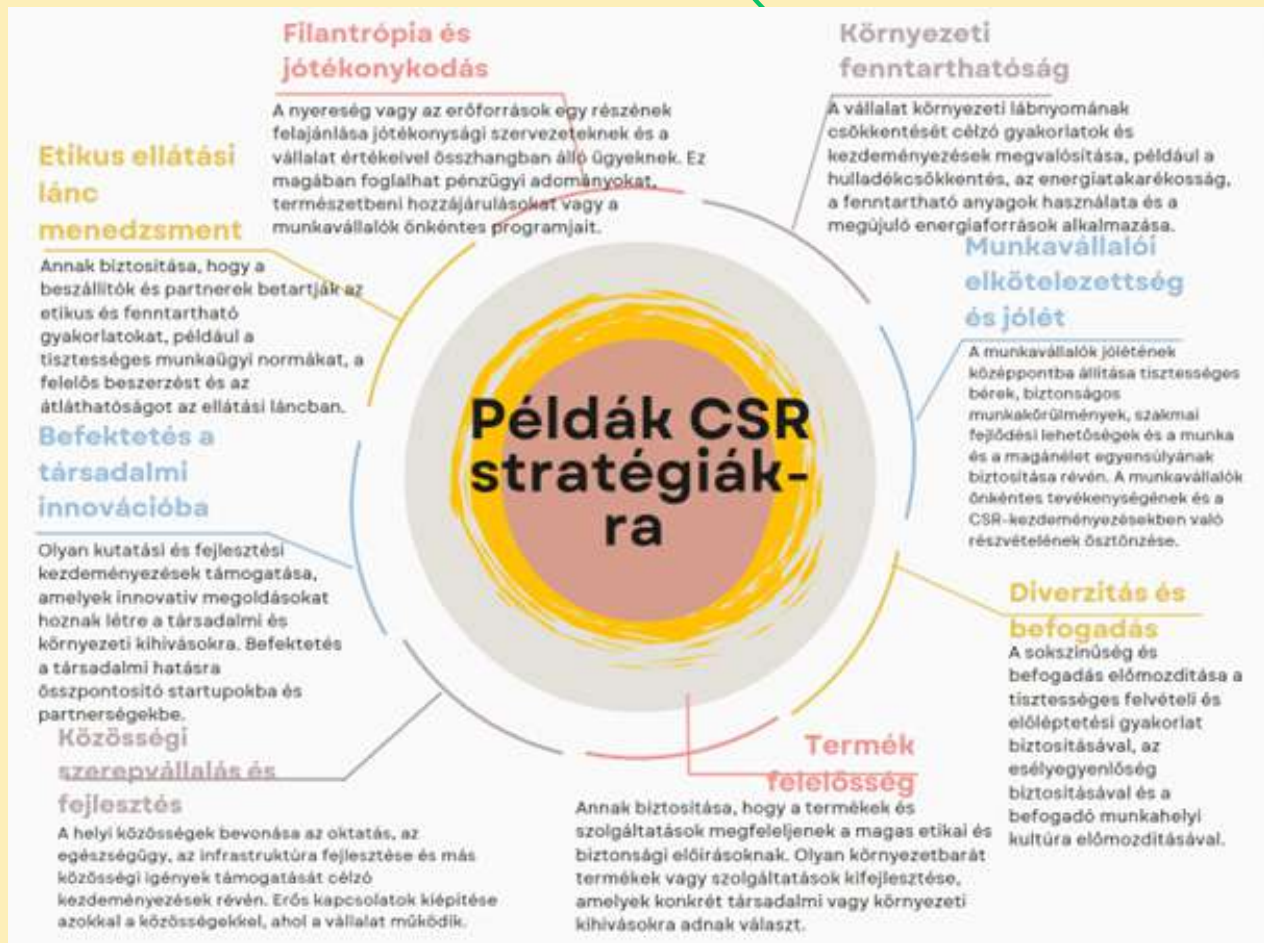 Filantrópia és
jótékonykodás
A nyereség vagy az erőforrások egy részének
felajánlása jótékonysági szervezeteknek és a
vállalat értékeivel összhangban álló ügyeknek. Ez
magában foglalhat pénzügyi adományokat,
természetbeni hozzájárulásokat vagy a
munkavállalók önkéntes programjait.
Környezeti
fenntarthatóság
A vállalat környezeti lábnyomának
csökkentését célzó gyakorlatok és
kezdeményezések megvalósítása, például a
hulladékcsökkentés, az energiatakarékosság,
a fenntartható anyagok használata és a
megújuló energiaforrások alkalmazása.
Munkavállalói
elkötelezettség
és jólét
A munkavállalók jólétének
középpontba állítása tisztességes
bérek, biztonságos
munkakörülmények, szakmai
fejlődési lehetőségek és a munka
és a magánélet egyensúlyának
biztosítása révén. A munkavállalók
önkéntes tevékenységének és a
CSR-kezdeményezésekben való
részvételének ösztönzése.
Diverzitás és
befogadás
A sokszínűség és
befogadás előmozdítása a
tisztességes felvételi és
előléptetési gyakorlat
biztosításával, az
esélyegyenlőség
biztosításával és a
befogadó munkahelyi
kultúra előmozdításával.
Termék
felelősség
Annak biztosítása, hogy a termékek és
szolgáltatások megfeleljenek a magas etikai és
biztonsági előírásoknak. Olyan környezetbarát
termékek vagy szolgáltatások kifejlesztése,
amelyek konkrét társadalmi vagy környezeti
kihívásokra adnak választ.
Közösségi
szerepvállalás és
fejlesztés
A helyi közösségek bevonása az oktatás, az
egészségügy, az infrastruktúra fejlesztése és más
közösségi igények támogatását célzó
kezdeményezések révén. Erős kapcsolatok kiépítése
azokkal a közösségekkel, ahol a vállalat működik.
Befektetés a
társadalmi
innovációba
Olyan kutatási és fejlesztési
kezdeményezések támogatása,
amelyek innovatív megoldásokat
hoznak létre a társadalmi és
környezeti kihívásokra. Befektetés
a társadalmi hatásra
összpontosító startupokba és
partnerségekbe.
Etikus ellátási
lánc
menedzsment
Annak biztosítása, hogy a
beszállítók és partnerek betartják az
etikus és fenntartható
gyakorlatokat, például a
tisztességes munkaügyi normákat, a
felelős beszerzést és az
átláthatóságot az ellátási láncban.
Példák CSR
stratégiák-
ra